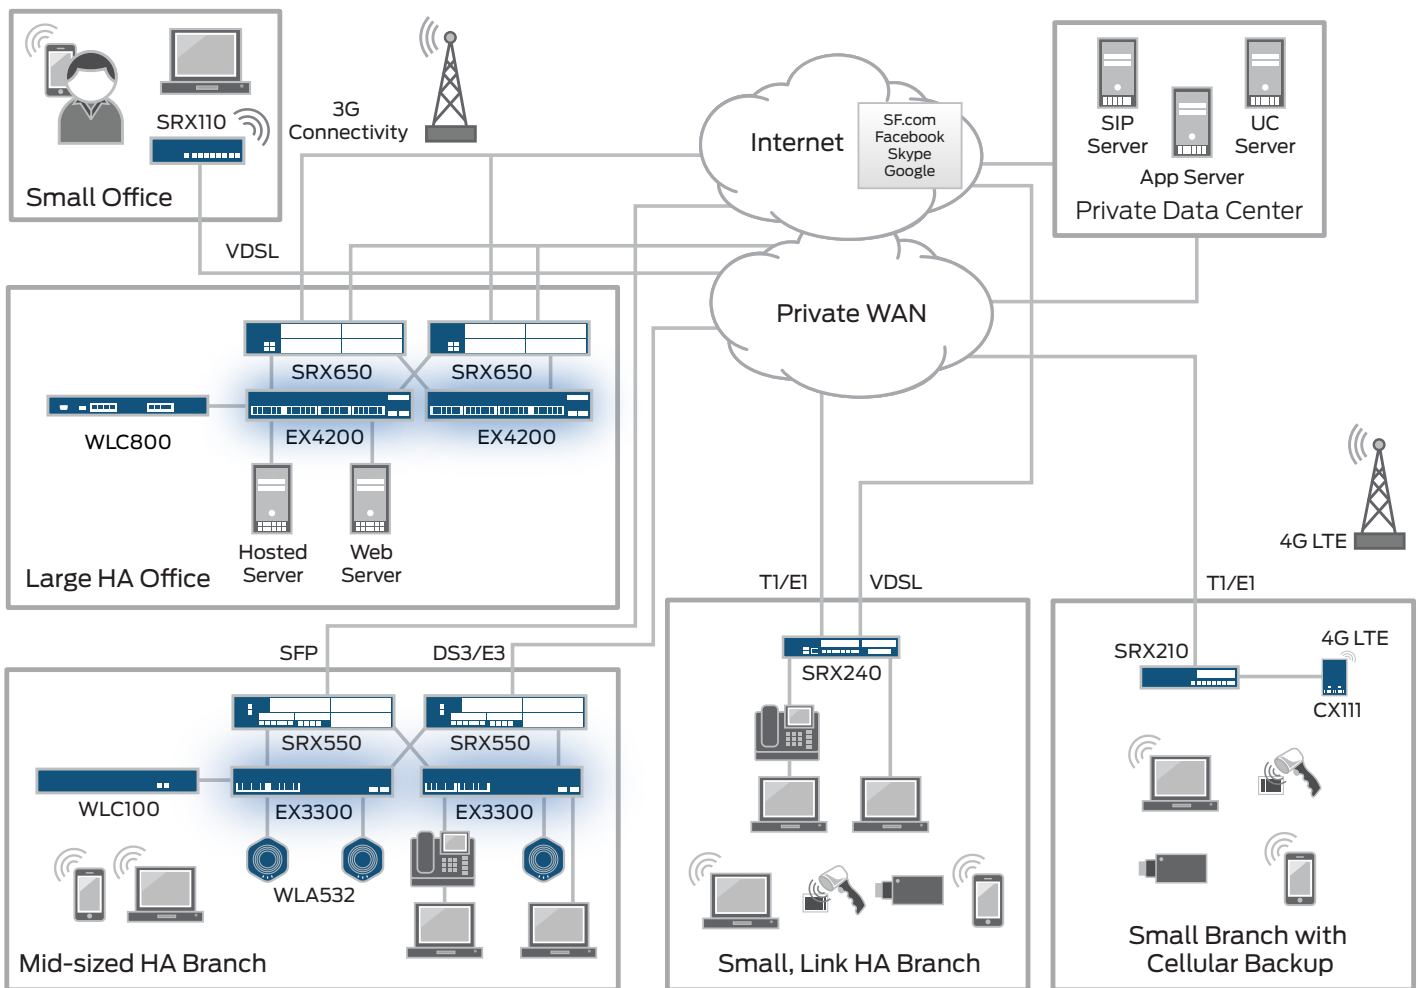 SRX110
Small Office
3G
Connectivity
Internet
SF.com
Facebook
Skype
Google
SIP
Server
UC
Server
App Server
Private Data Center
VDSL
Private WAN
SRX650
SRX650
WLC800
EX4200
EX4200
Hosted
Server
Web
Server
Large HA Office
4G LTE
T1/E1
VDSL
T1/E1
SFP
DS3/E3
SRX550
SRX550
WLC100
EX3300
EX3300
WLA532
Mid-sized HA Branch
SRX240
Small, Link HA Branch
SRX210
4G LTE
CX111
Small Branch with
Cellular Backup